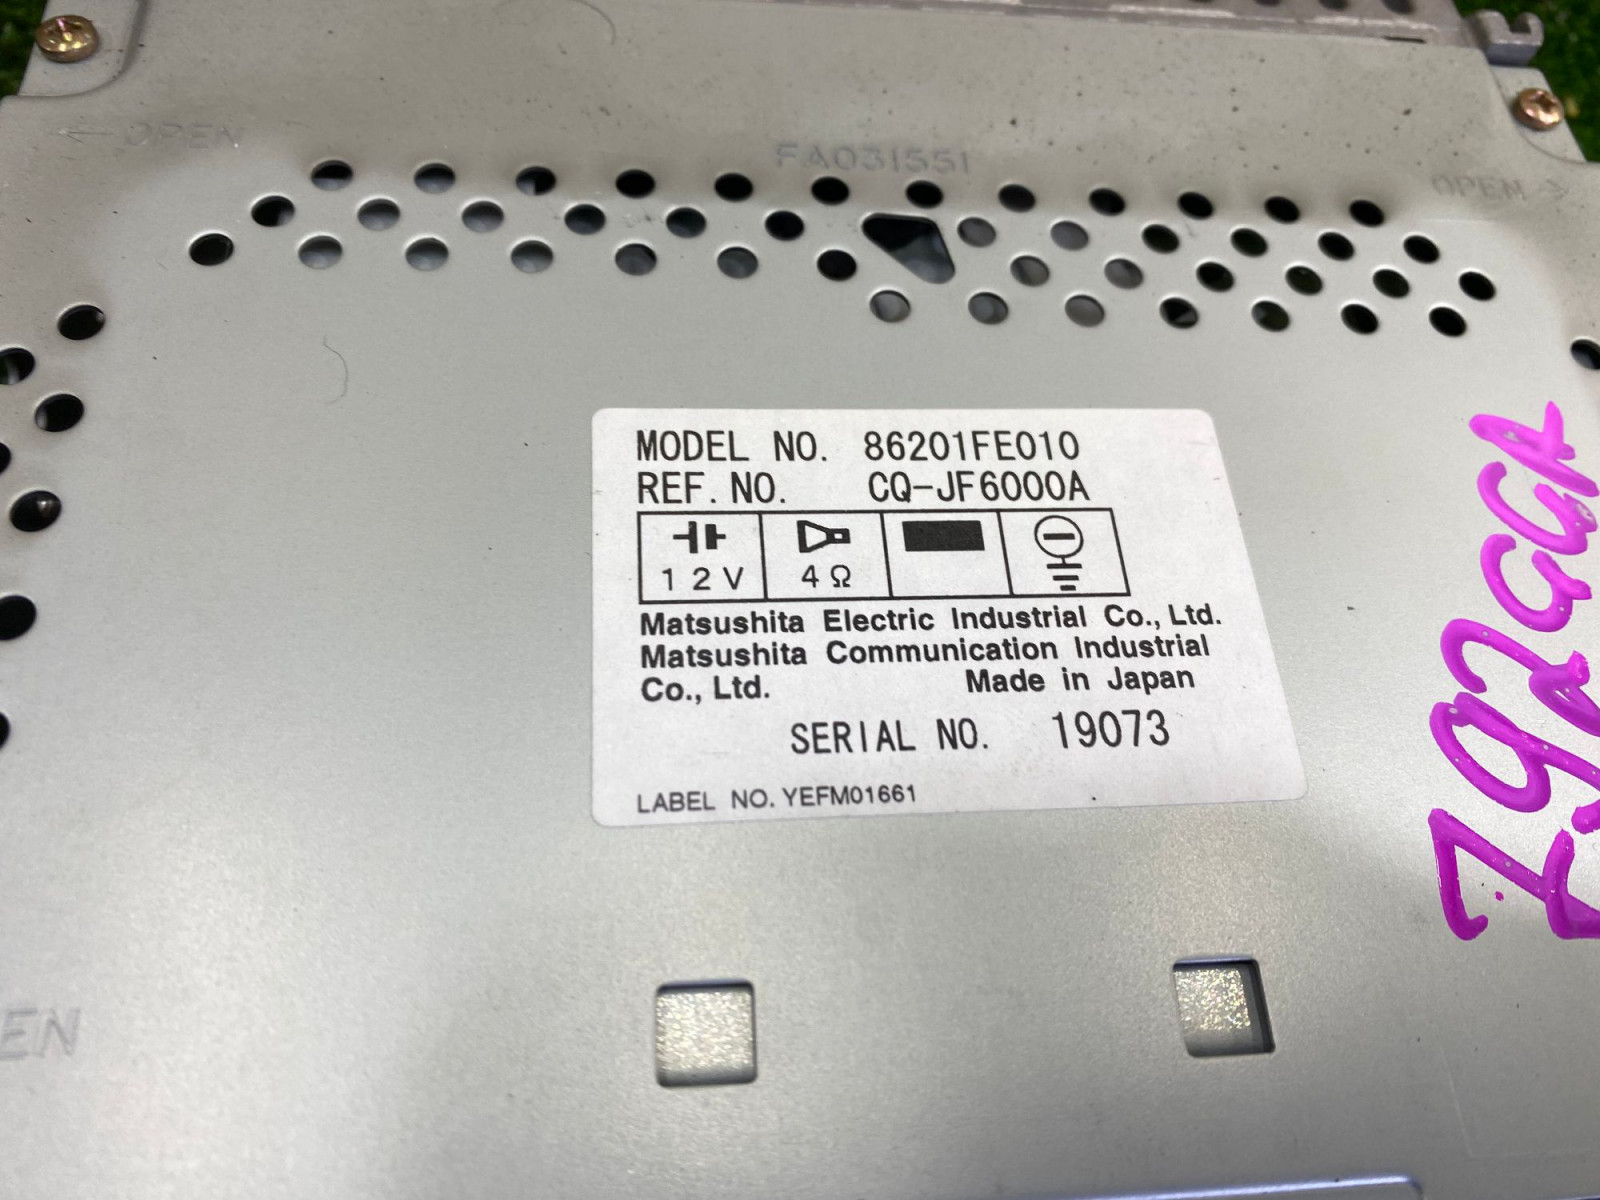 OPEN
FA031551
OPEN
MODEL NO. 86201FE010
REF. NO. CQ-JF6000A
12V 4Ω
Matsushita Electric Industrial Co., Ltd.
Matsushita Communication Industrial
Co., Ltd. Made in Japan
SERIAL NO. 19073
LABEL NO. YEFM01661
EN